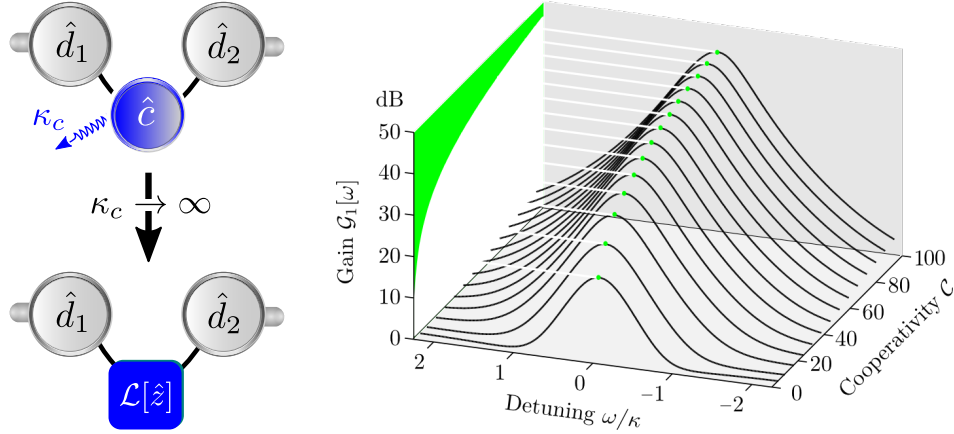 d̂₁
d̂₂
ĉ
κ_c
κ_c → ∞
d̂₁
d̂₂
ℒ[ẑ]
dB
50
40
30
20
10
0
Gain 𝒢₁[ω]
2
1
0
−1
−2
Detuning ω/κ
0
20
40
60
80
100
Cooperativity 𝒞